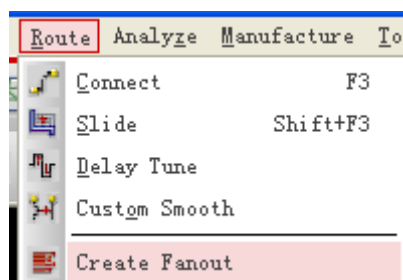 Route Analyze Manufacture To
Connect F3
Slide Shift+F3
Delay Tune
Custom Smooth
Create Fanout